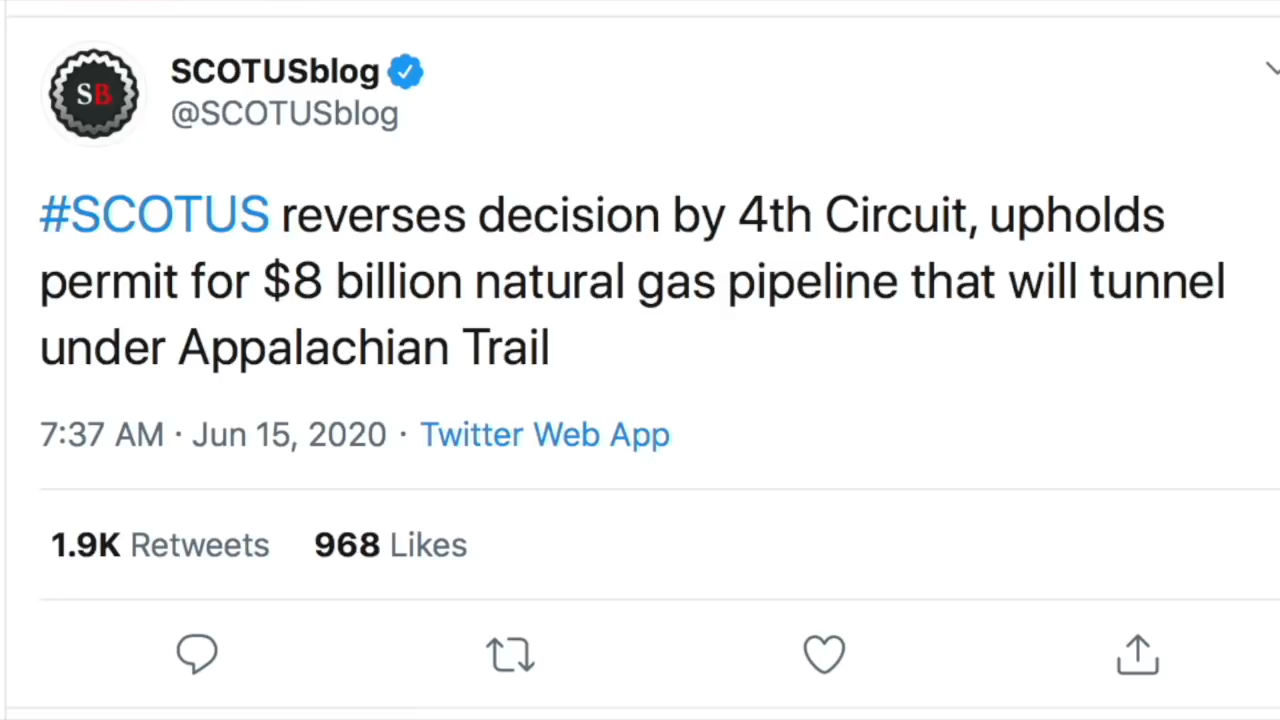 SB
SCOTUSblog
@SCOTUSblog
#SCOTUS reverses decision by 4th Circuit, upholds
permit for $8 billion natural gas pipeline that will tunnel
under Appalachian Trail
7:37 AM · Jun 15, 2020 · Twitter Web App
1.9K Retweets 968 Likes